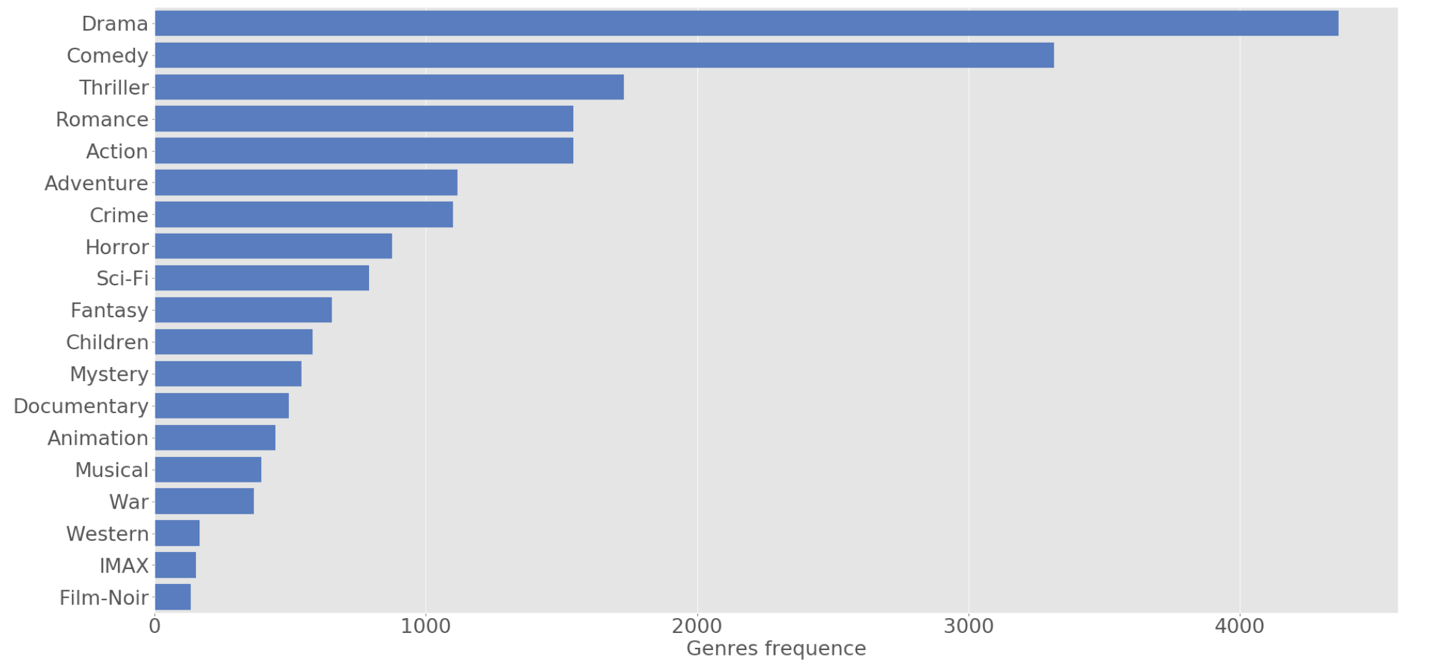 Drama
Comedy
Thriller
Romance
Action
Adventure
Crime
Horror
Sci-Fi
Fantasy
Children
Mystery
Documentary
Animation
Musical
War
Western
IMAX
Film-Noir
0 1000 2000 3000 4000
Genres frequence